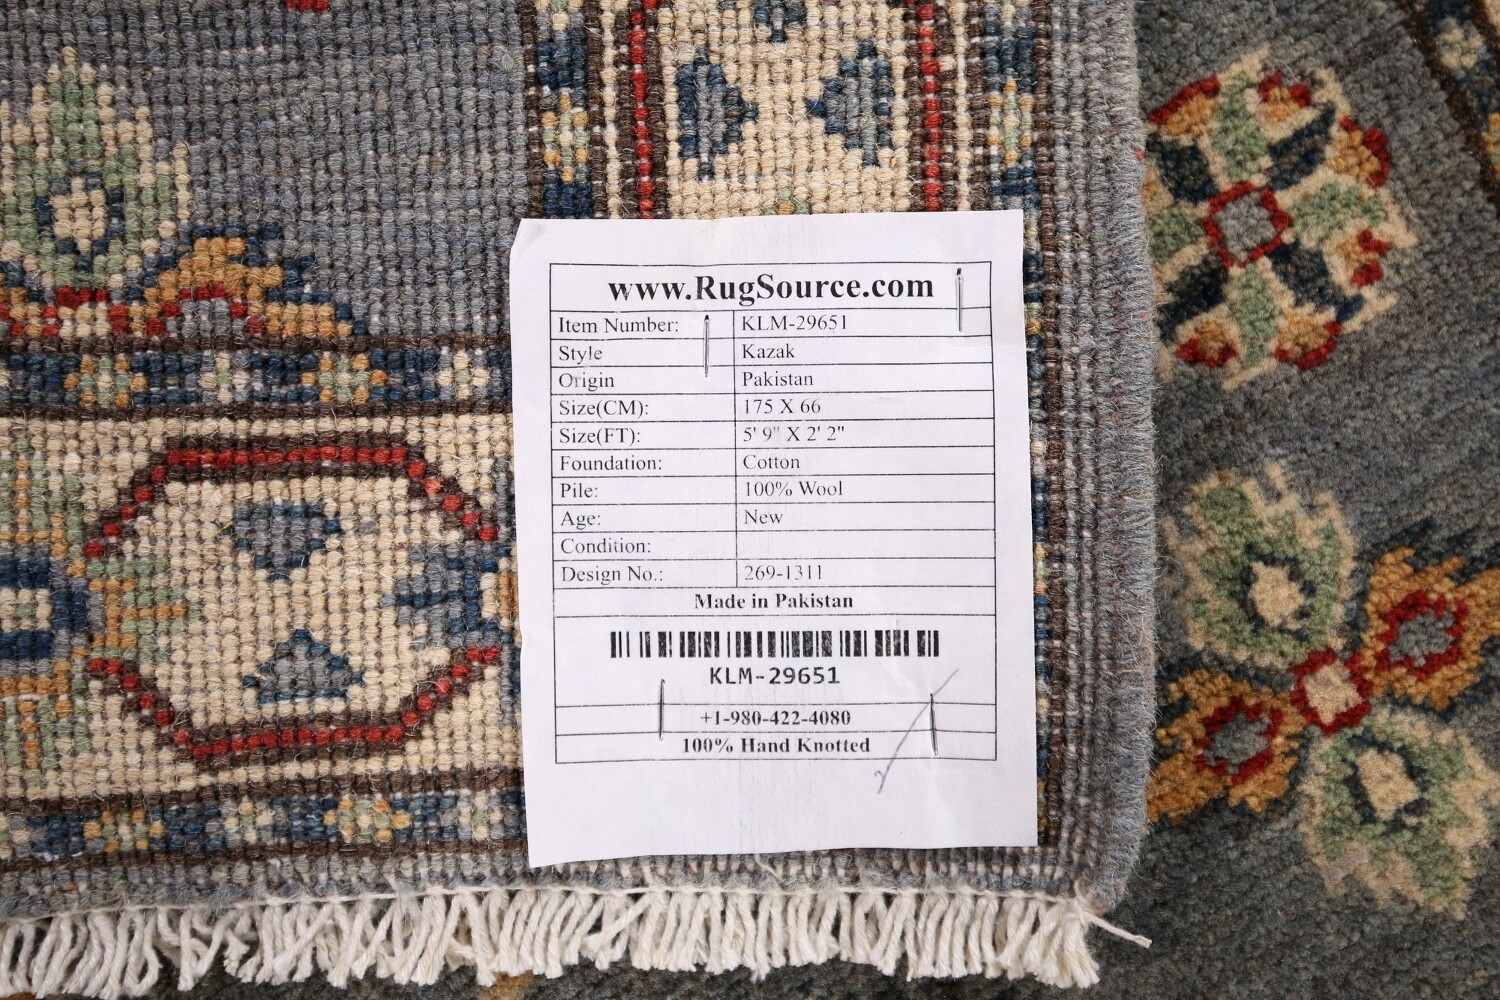 www.RugSource.com
Item Number: KLM-29651
Style Kazak
Origin Pakistan
Size(CM): 175 X 66
Size(FT): 5' 9" X 2' 2"
Foundation: Cotton
Pile: 100% Wool
Age: New
Condition:
Design No.: 269-1311
Made in Pakistan
KLM-29651
+1-980-422-4080
100% Hand Knotted